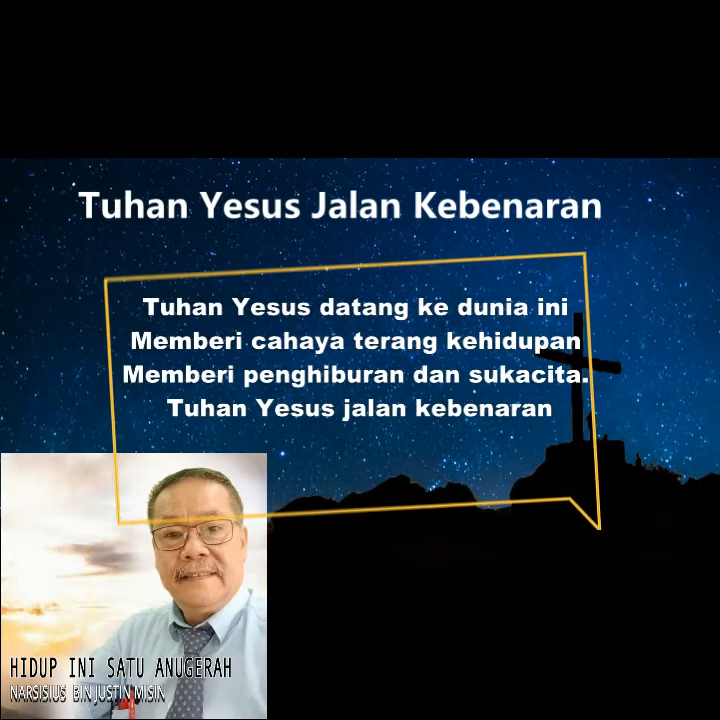 Tuhan Yesus Jalan Kebenaran
Tuhan Yesus datang ke dunia ini
Memberi cahaya terang kehidupan
Memberi penghiburan dan sukacita.
Tuhan Yesus jalan kebenaran
HIDUP INI SATU ANUGERAH
NARSISIUS BIN JUSTIN MISIN